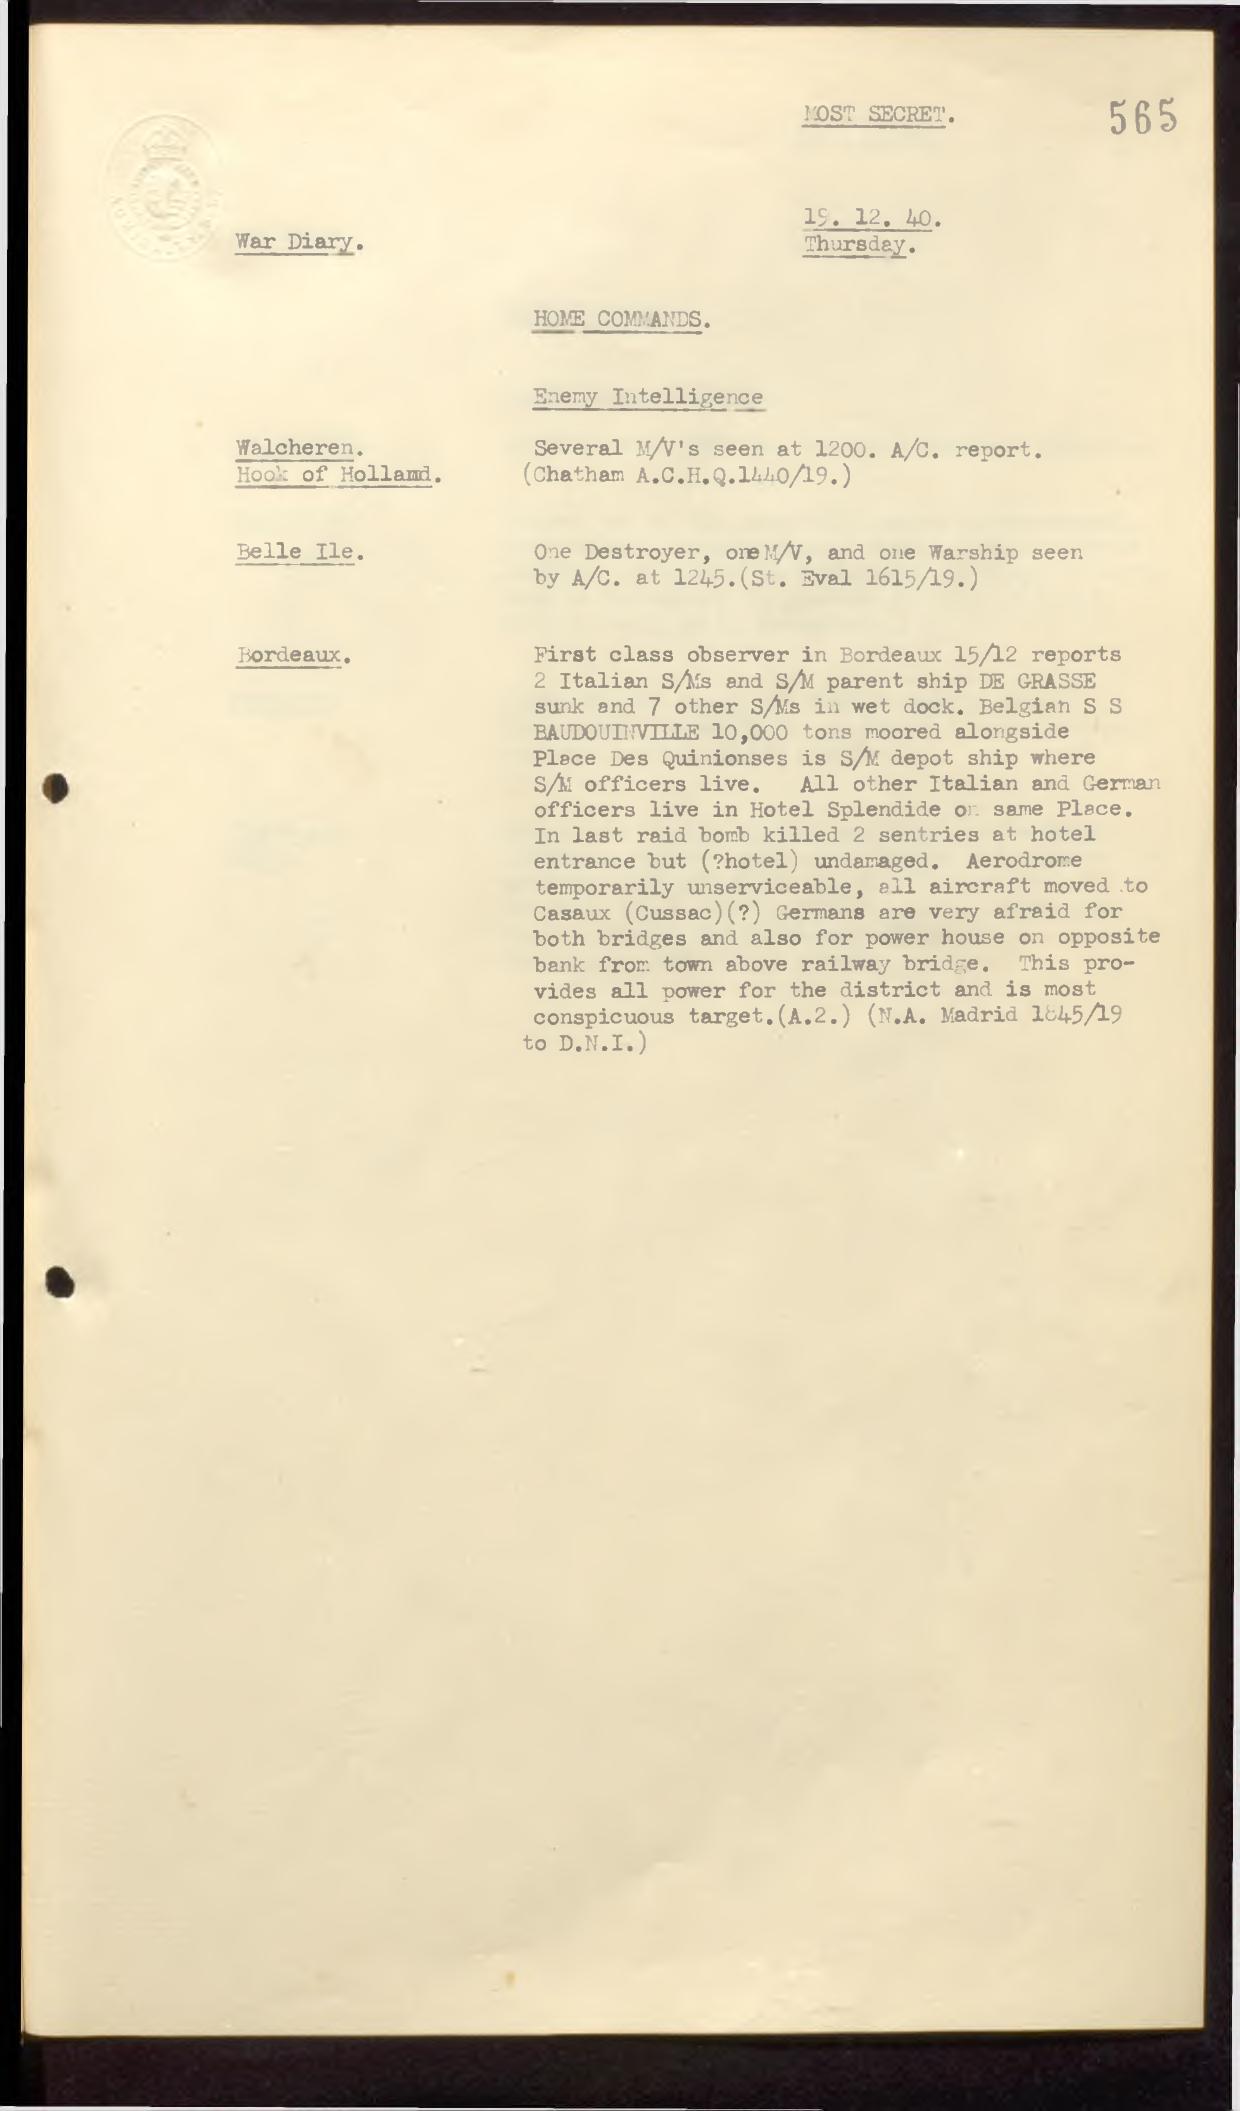 MOST SECRET.
565
19. 12. 40.
War Diary.
Thursday.
HOME COMMANDS.
Enemy Intelligence
Walcheren.
Hook of Holland.
Several M/V's seen at 1200. A/C. report.
(Chatham A.C.H.Q.1440/19.)
Belle Ile.
One Destroyer, one M/V, and one Warship seen
by A/C. at 1245.(St. Eval 1615/19.)
Bordeaux.
First class observer in Bordeaux 15/12 reports
2 Italian S/Ms and S/M parent ship DE GRASSE
sunk and 7 other S/Ms in wet dock. Belgian S S
BAUDOUINVILLE 10,000 tons moored alongside
Place Des Quinionses is S/M depot ship where
S/M officers live. All other Italian and German
officers live in Hotel Splendide on same Place.
In last raid bomb killed 2 sentries at hotel
entrance but (?hotel) undamaged. Aerodrome
temporarily unserviceable, all aircraft moved to
Casaux (Cussac)(?) Germans are very afraid for
both bridges and also for power house on opposite
bank from town above railway bridge. This pro-
vides all power for the district and is most
conspicuous target.(A.2.) (N.A. Madrid 1845/19
to D.N.I.)